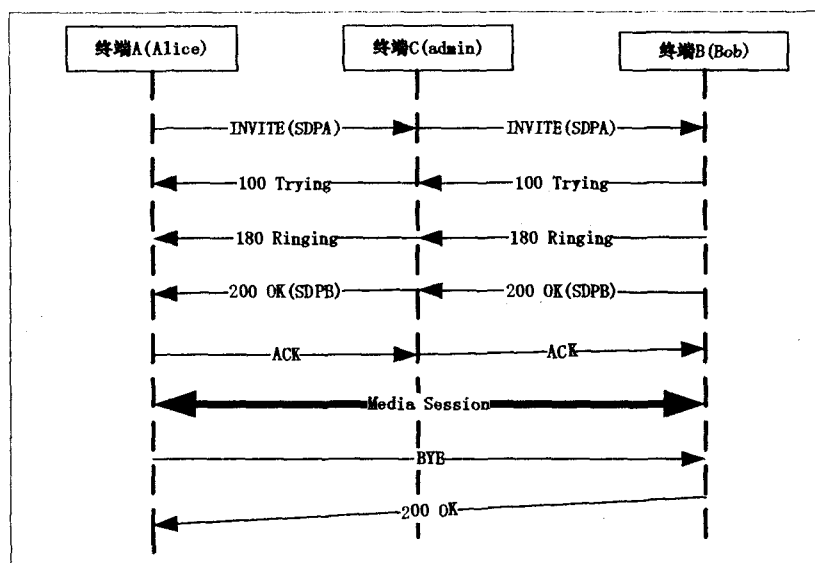 终端A(Alice) 终端C(admin) 终端B(Bob)
INVITE(SDPA) INVITE(SDPA)
100 Trying 100 Trying
180 Ringing 180 Ringing
200 OK(SDPB) 200 OK(SDPB)
ACK ACK
Media Session
BYE
200 OK